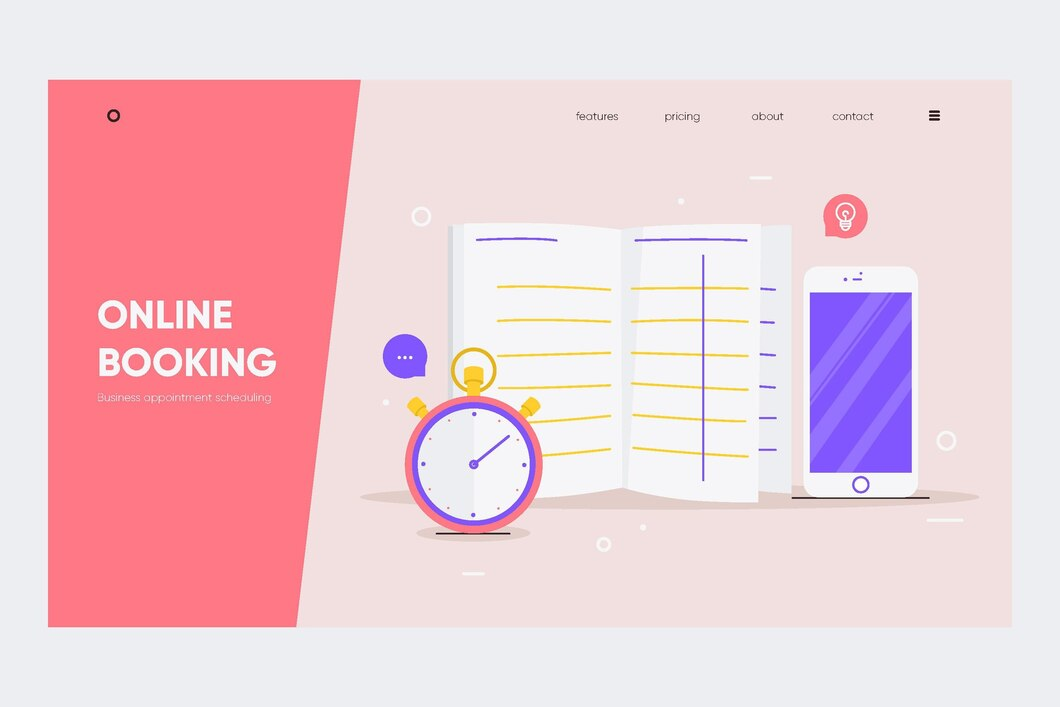 features pricing about contact
ONLINE
BOOKING
Business appointment scheduling